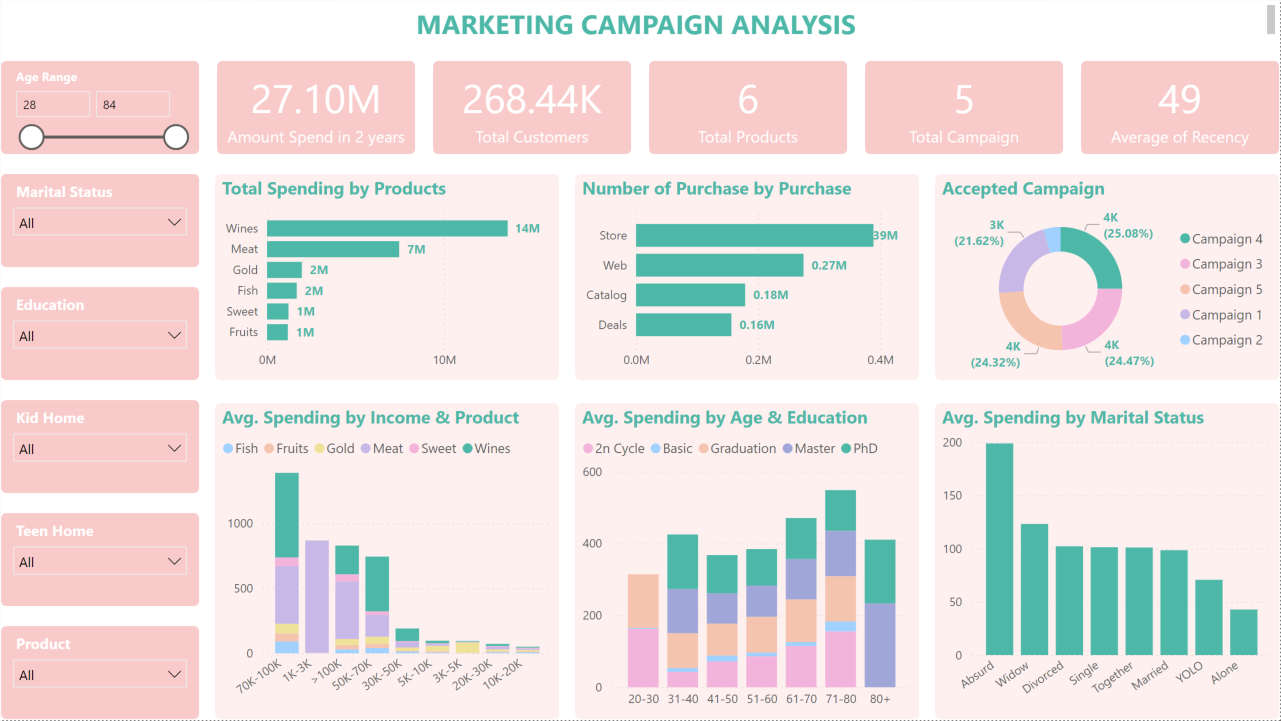 MARKETING CAMPAIGN ANALYSIS
Age Range
28 84
27.10M
Amount Spend in 2 years
268.44K
Total Customers
6
Total Products
5
Total Campaign
49
Average of Recency
Marital Status
All
Education
All
Kid Home
All
Teen Home
All
Product
All
Total Spending by Products
Wines 14M
Meat 7M
Gold 2M
Fish 2M
Sweet 1M
Fruits 1M
0M 10M
Number of Purchase by Purchase
Store 39M
Web 0.27M
Catalog 0.18M
Deals 0.16M
0.0M 0.2M 0.4M
Accepted Campaign
4K
(25.08%)
4K
(24.47%)
4K
(24.32%)
3K
(21.62%)
Campaign 4
Campaign 3
Campaign 5
Campaign 1
Campaign 2
Avg. Spending by Income & Product
Fish Fruits Gold Meat Sweet Wines
1000
500
0
70K-100K 1K-3K >100K 50K-70K 30K-50K 5K-10K 3K-5K 20K-30K 10K-20K
Avg. Spending by Age & Education
2n Cycle Basic Graduation Master PhD
600
400
200
0
20-30 31-40 41-50 51-60 61-70 71-80 80+
Avg. Spending by Marital Status
200
150
100
50
0
Absurd Widow Divorced Single Together Married YOLO Alone